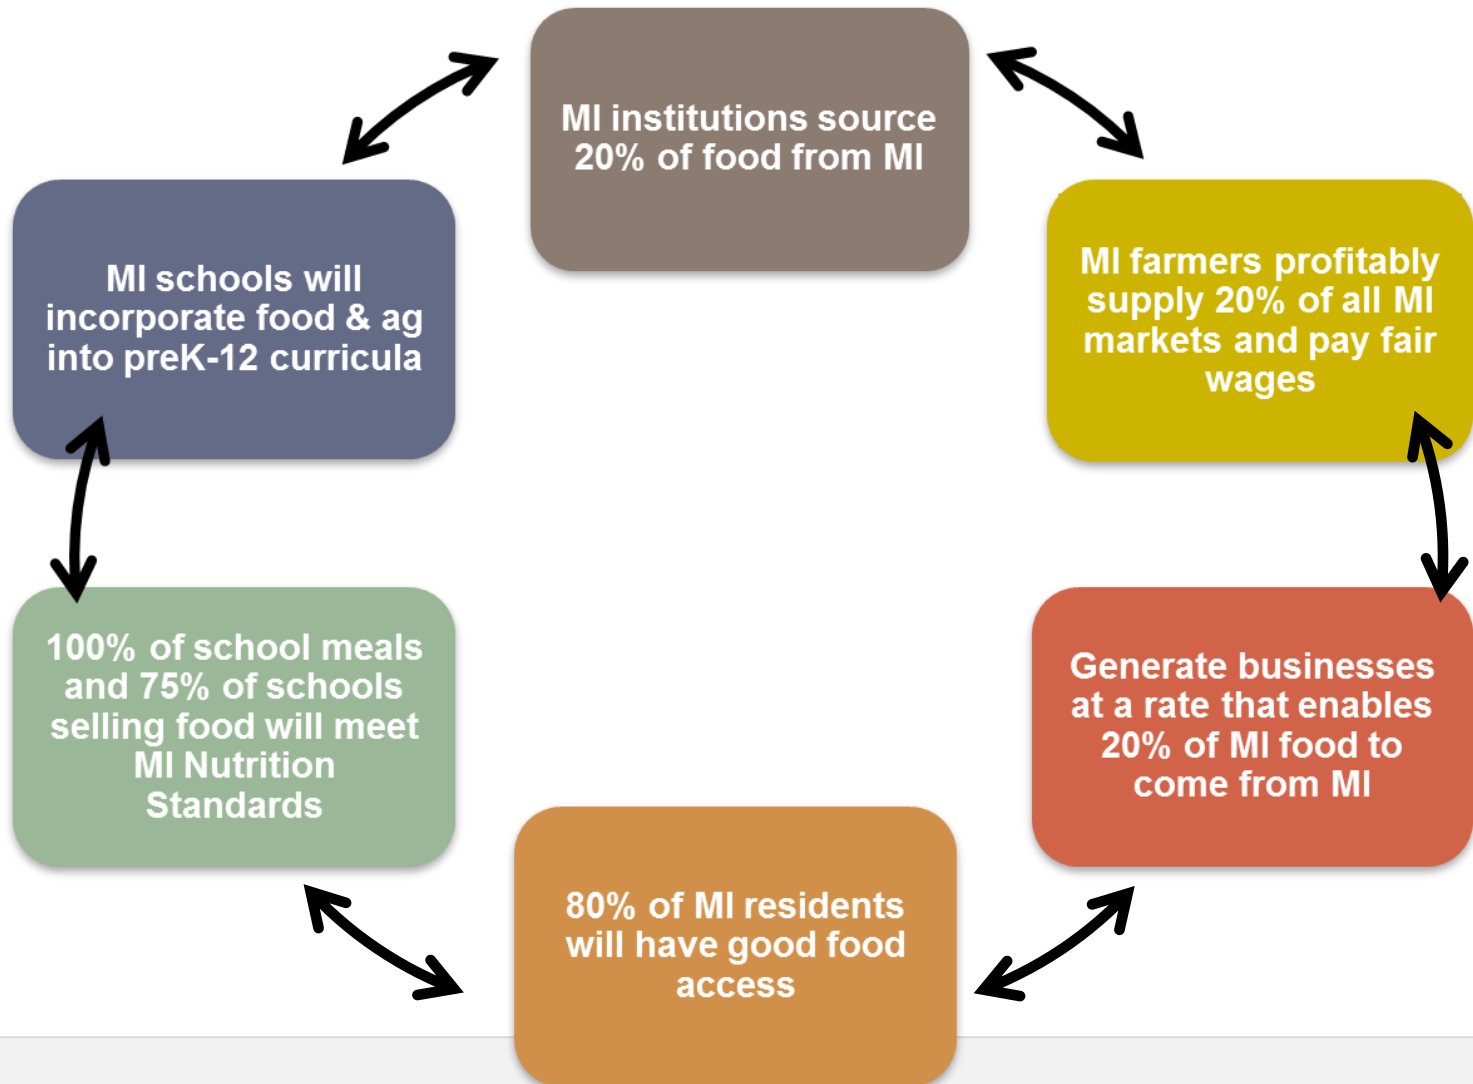 MI institutions source
20% of food from MI
MI farmers profitably
supply 20% of all MI
markets and pay fair
wages
Generate businesses
at a rate that enables
20% of MI food to
come from MI
80% of MI residents
will have good food
access
100% of school meals
and 75% of schools
selling food will meet
MI Nutrition
Standards
MI schools will
incorporate food & ag
into preK-12 curricula